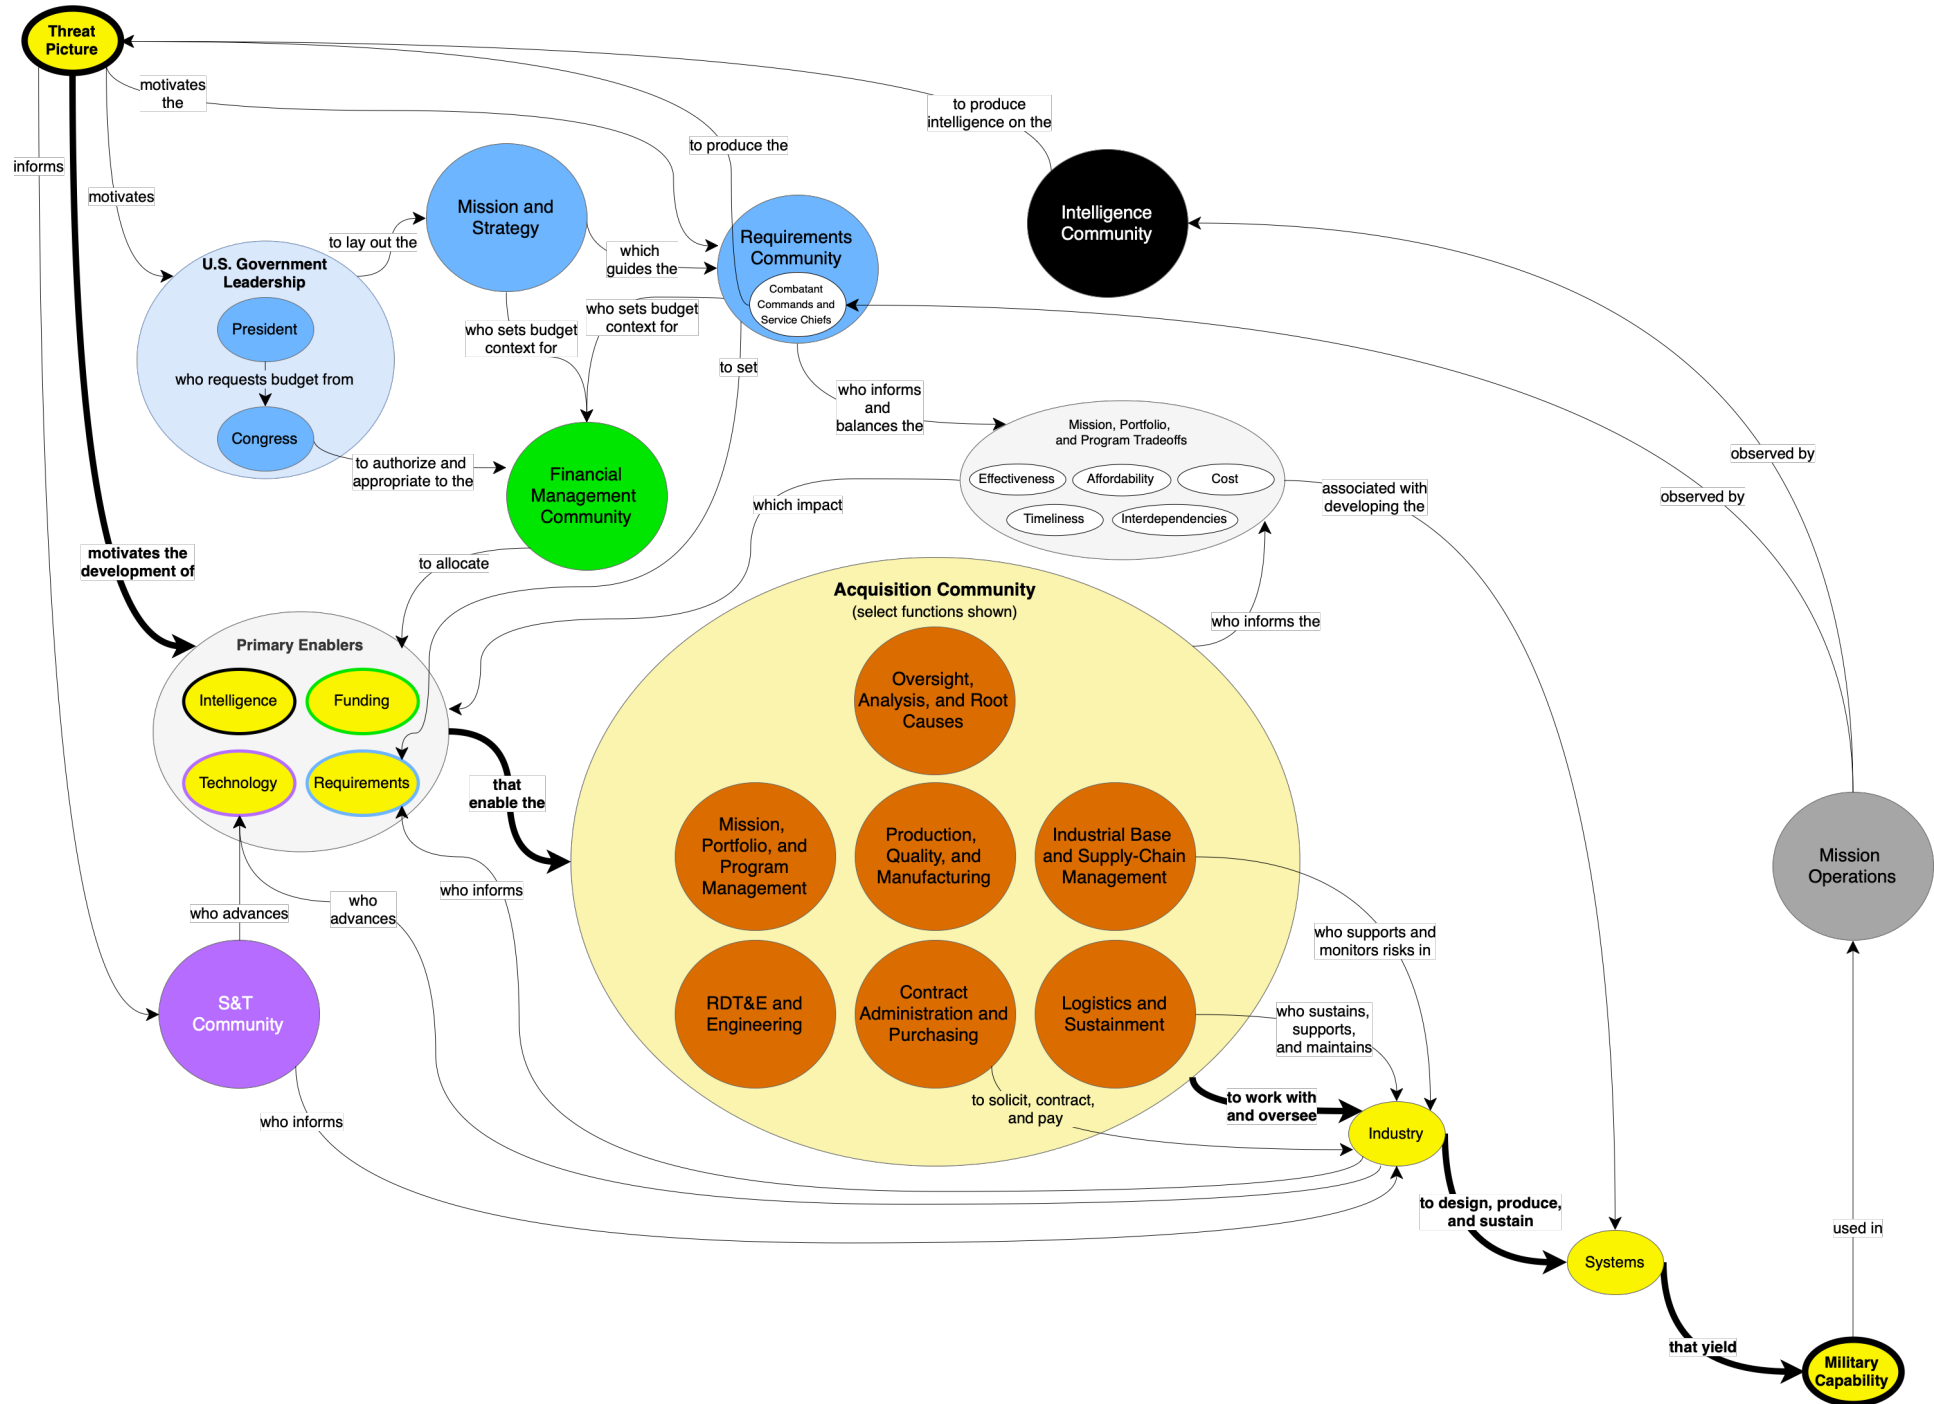 Threat
Picture
motivates
the
to produce
intelligence on the
to produce the
informs
motivates
Mission and
Strategy
Intelligence
Community
to lay out the
which
guides the
Requirements
Community
Combatant
Commands and
Service Chiefs
U.S. Government
Leadership
President
who requests budget from
Congress
who sets budget
context for
who sets budget
context for
to set
who informs
and
balances the
to authorize and
appropriate to the
Financial
Management
Community
Mission, Portfolio,
and Program Tradeoffs
Effectiveness
Affordability
Cost
Timeliness
Interdependencies
associated with
developing the
observed by
observed by
which impact
motivates the
development of
to allocate
who informs the
Primary Enablers
Intelligence
Funding
Technology
Requirements
that
enable the
Acquisition Community
(select functions shown)
Oversight,
Analysis, and Root
Causes
Mission,
Portfolio, and
Program
Management
Production,
Quality, and
Manufacturing
Industrial Base
and Supply-Chain
Management
RDT&E and
Engineering
Contract
Administration and
Purchasing
Logistics and
Sustainment
Mission
Operations
who informs
who advances
who
advances
who supports and
monitors risks in
S&T
Community
who sustains,
supports,
and maintains
who informs
to solicit, contract,
and pay
to work with
and oversee
Industry
to design, produce,
and sustain
used in
Systems
that yield
Military
Capability